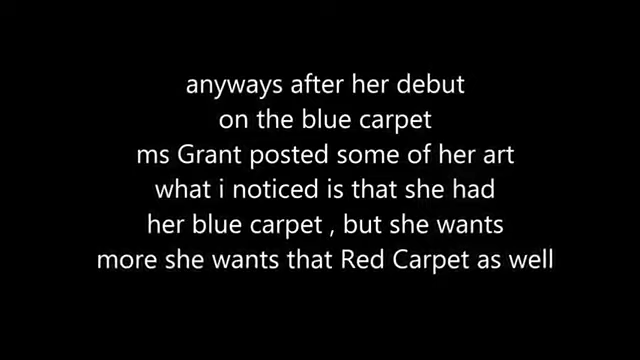 anyways after her debut
on the blue carpet
ms Grant posted some of her art
what i noticed is that she had
her blue carpet , but she wants
more she wants that Red Carpet as well